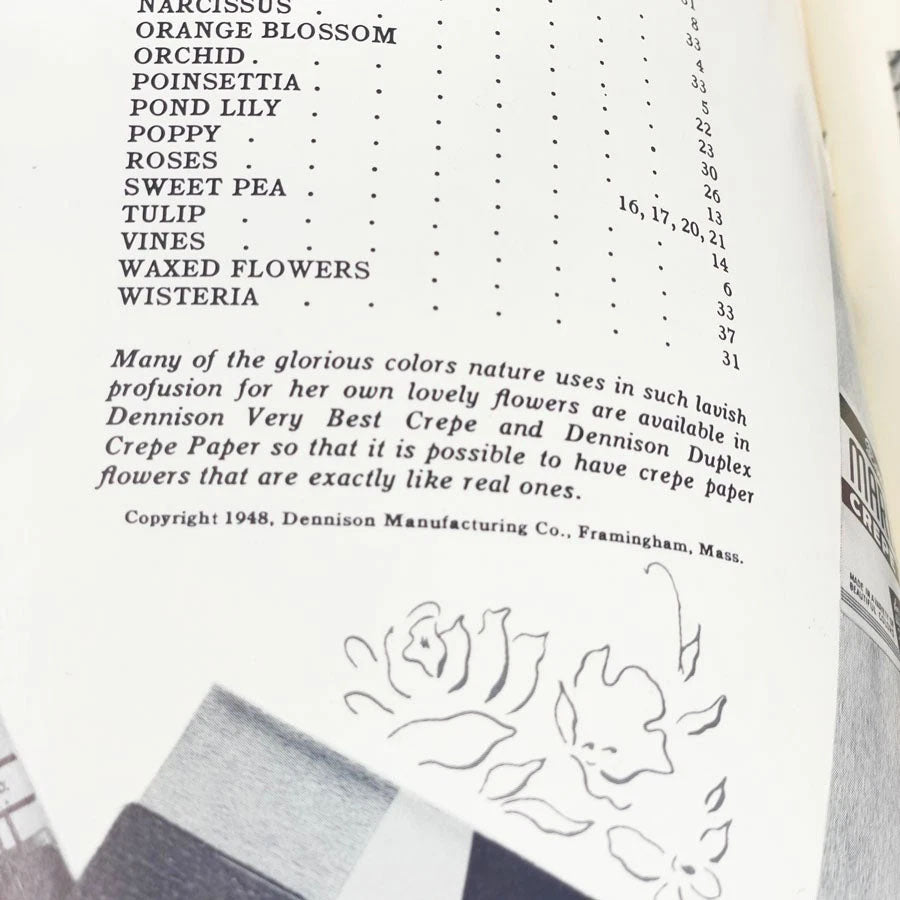 8
33
4
33
NARCISSUS . . . . . . 5
ORANGE BLOSSOM . . . . . 22
ORCHID . . . . . . . 23
POINSETTIA . . . . . . 30
POND LILY . . . . . . 26
POPPY . . . . . . . 13
ROSES . . . . . 16, 17, 20, 21
SWEET PEA . . . . . . 14
TULIP . . . . . . . 6
VINES . . . . . . . 33
WAXED FLOWERS . . . . . 37
WISTERIA . . . . . . . 31
Many of the glorious colors nature uses in such lavish
profusion for her own lovely flowers are available in
Dennison Very Best Crepe and Dennison Duplex
Crepe Paper so that it is possible to have crepe paper
flowers that are exactly like real ones.
Copyright 1948, Dennison Manufacturing Co., Framingham, Mass.
MADE IN A
BEAUTIFUL